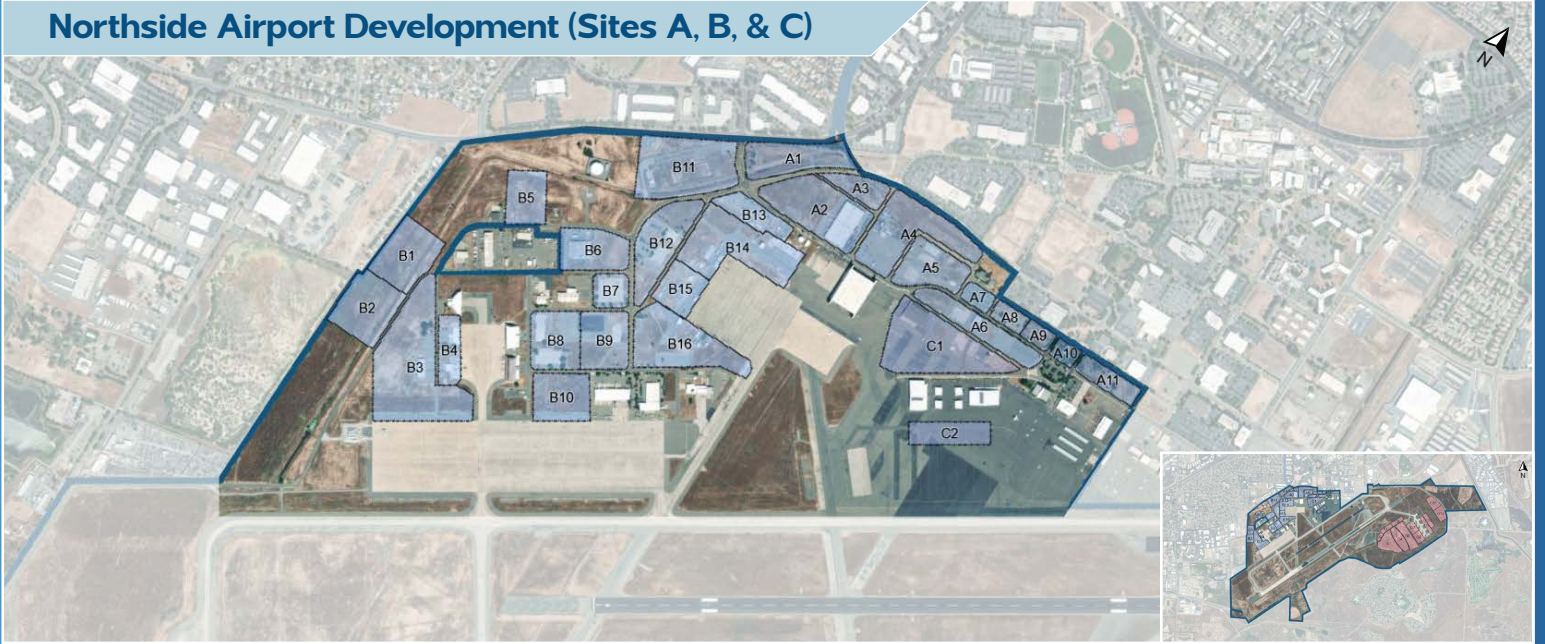 Northside Airport Development (Sites A, B, & C)
N
B11
A1
A3
B5
A2
B13
A4
B12
B6
B14
B1
A5
B15
B7
A7
B2
A8
A6
A9
B16
B8
B9
C1
B4
A10
B3
A11
B10
C2
N